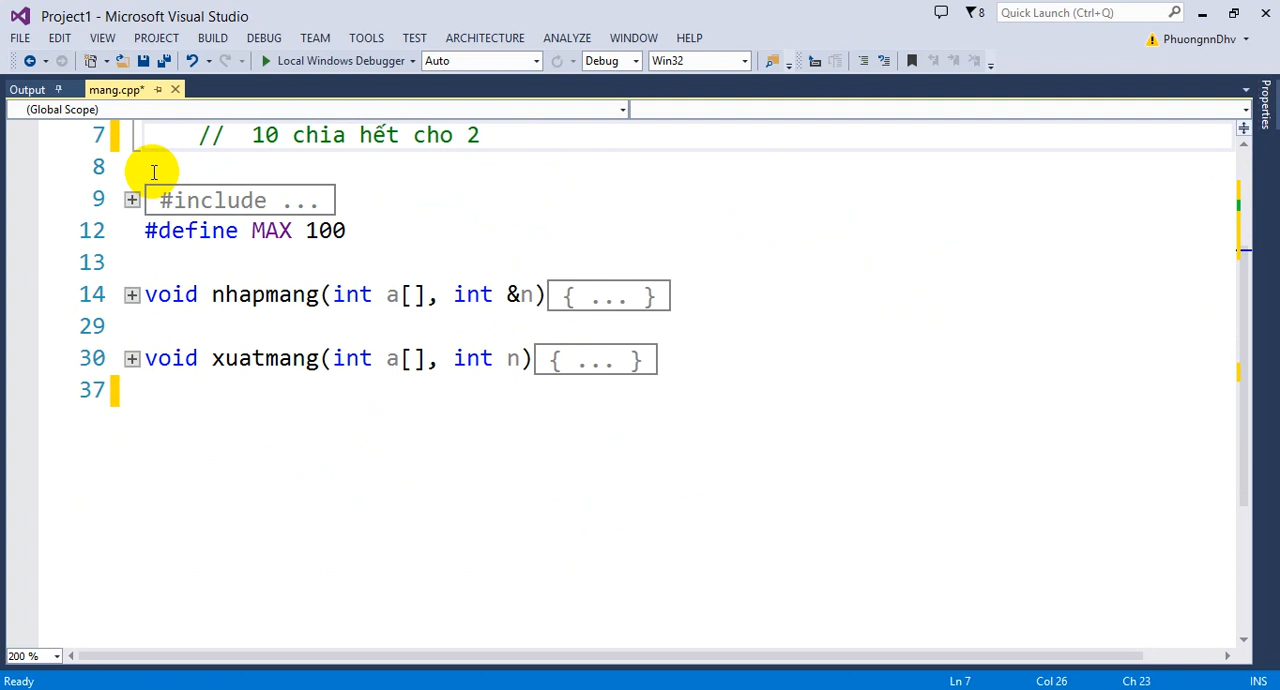 Project1 - Microsoft Visual Studio
8
Quick Launch (Ctrl+Q)
FILE EDIT VIEW PROJECT BUILD DEBUG TEAM TOOLS TEST ARCHITECTURE ANALYZE WINDOW HELP
PhuongnnDhv
Local Windows Debugger Auto Debug Win32
Output mang.cpp*
Properties
(Global Scope)
7 // 10 chia hết cho 2
8
9 #include ...
12 #define MAX 100
13
14 void nhapmang(int a[], int &n){ ... }
29
30 void xuatmang(int a[], int n){ ... }
37
200 %
Ready Ln 7 Col 26 Ch 23 INS